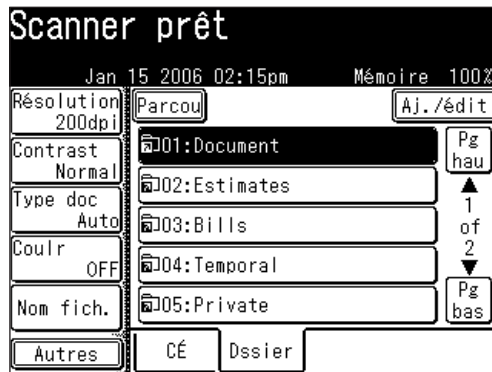 Scanner prêt
Jan 15 2006 02:15pm Mémoire 100%
Résolution
200dpi
Contrast
Normal
Type doc
Auto
Coulr
OFF
Nom fich.
Autres
Parcou
Aj./édit
01:Document
02:Estimates
03:Bills
04:Temporal
05:Private
Pg
hau
1
of
2
Pg
bas
CÉ
Dssier